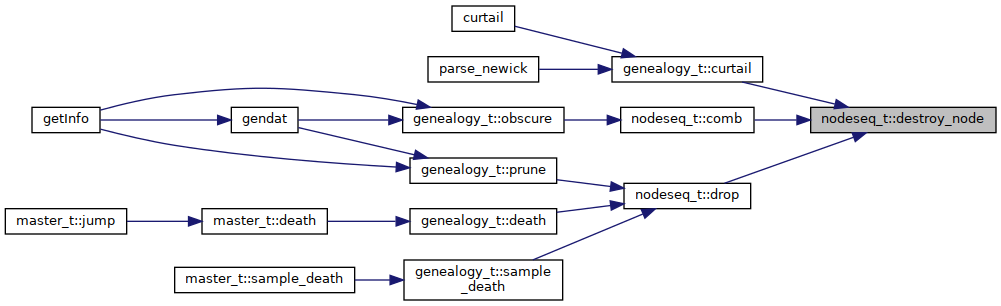 curtail
parse_newick
genealogy_t::curtail
getInfo
gendat
genealogy_t::obscure
nodeseq_t::comb
nodeseq_t::destroy_node
genealogy_t::prune
nodeseq_t::drop
master_t::jump
master_t::death
genealogy_t::death
master_t::sample_death
genealogy_t::sample
_death